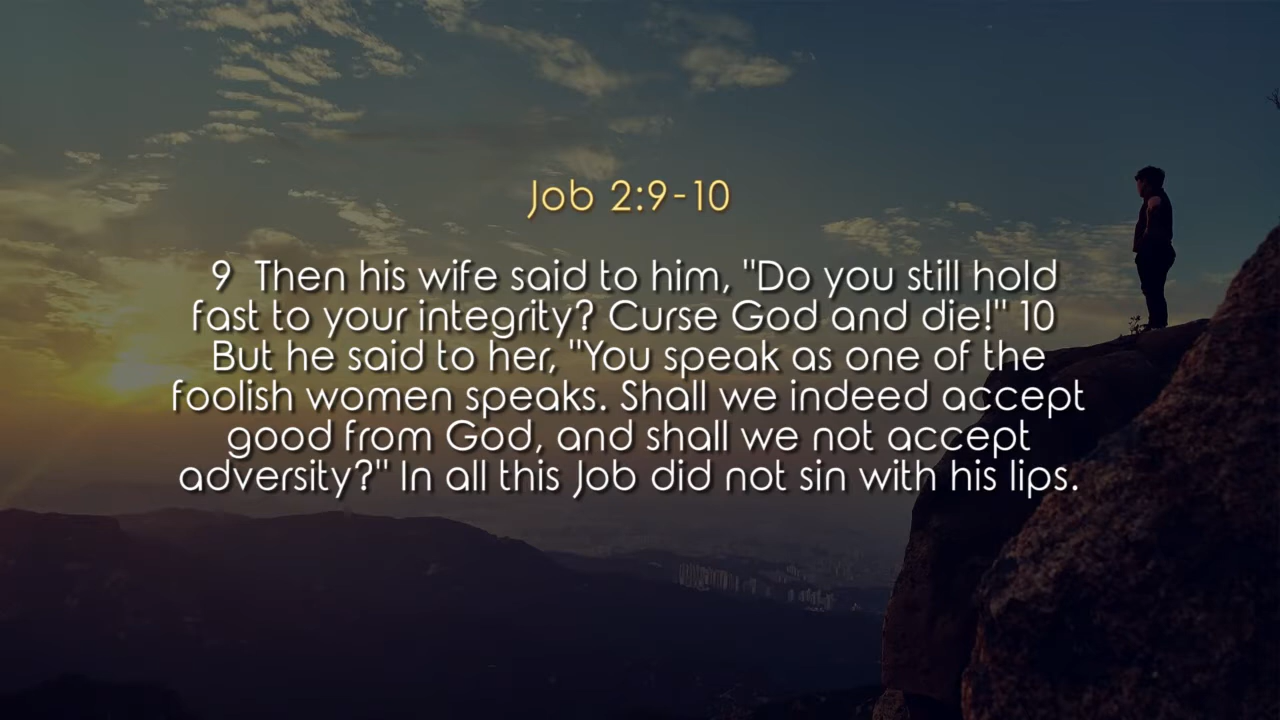 Job 2:9-10
9 Then his wife said to him, "Do you still hold
fast to your integrity? Curse God and die!" 10
But he said to her, "You speak as one of the
foolish women speaks. Shall we indeed accept
good from God, and shall we not accept
adversity?" In all this Job did not sin with his lips.